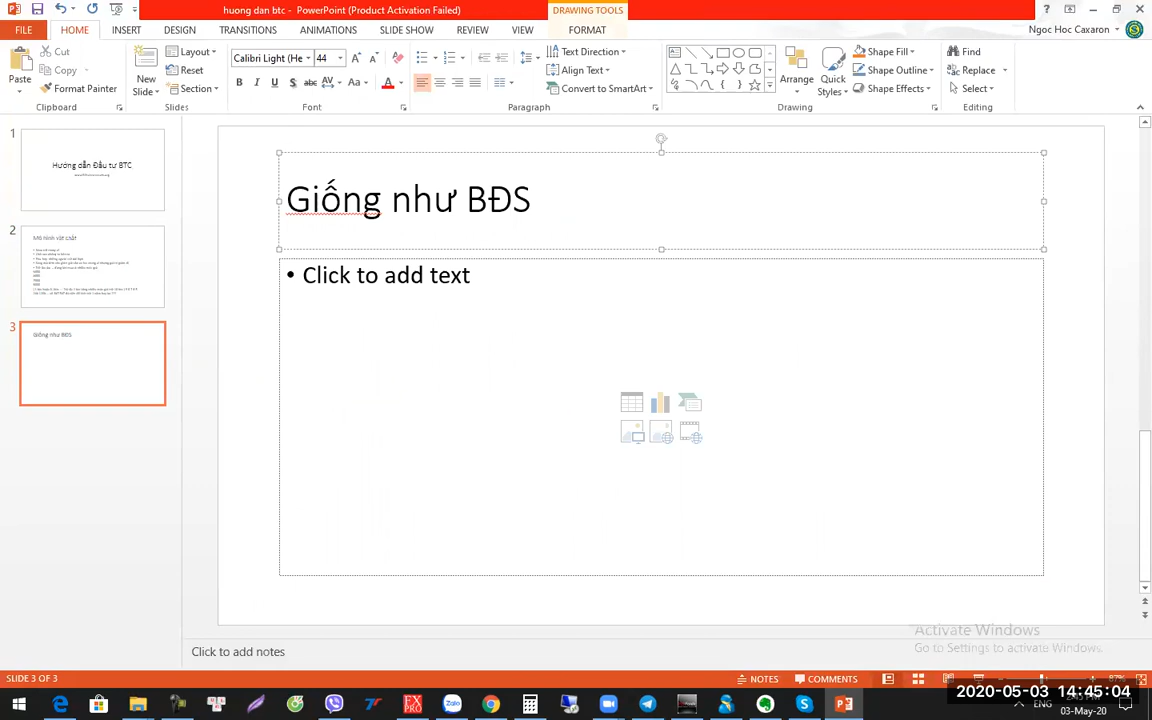 huong dan btc - PowerPoint (Product Activation Failed)
DRAWING TOOLS
FILE HOME INSERT DESIGN TRANSITIONS ANIMATIONS SLIDE SHOW REVIEW VIEW FORMAT
Ngoc Hoc Caxaron
Paste
Cut
Copy
Format Painter
Clipboard
New Slide
Layout
Reset
Section
Slides
Calibri Light (He 44
B I U S abc AV Aa A
Font
Text Direction
Align Text
Convert to SmartArt
Paragraph
Arrange
Quick Styles
Shape Fill
Shape Outline
Shape Effects
Drawing
Find
Replace
Select
Editing
1
Hướng dẫn Đầu tư BTC
2
Mô hình vật chất
3
Giống như BĐS
Giống như BĐS
• Click to add text
Activate Windows
Go to Settings to activate Windows.
Click to add notes
SLIDE 3 OF 3
NOTES
COMMENTS
87%
2020-05-03 14:45:04
ENG
03-May-20